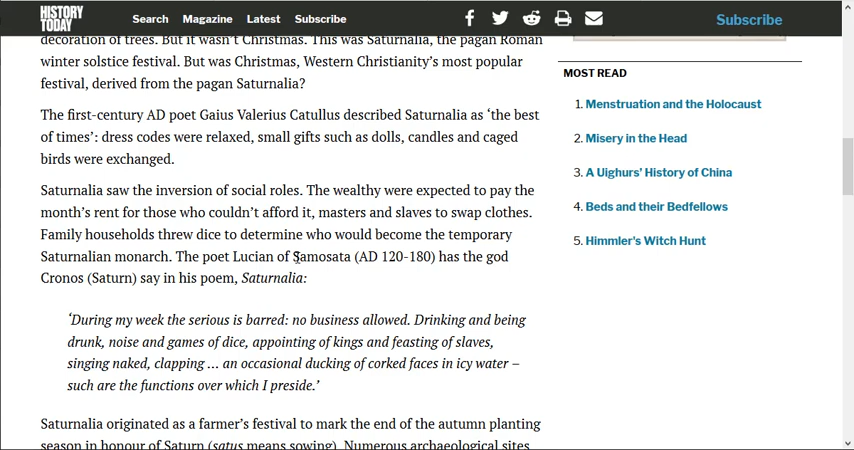 HISTORY
TODAY
Search Magazine Latest Subscribe
Subscribe
decoration of trees. But it wasn't Christmas. This was Saturnalia, the pagan Roman
winter solstice festival. But was Christmas, Western Christianity's most popular
festival, derived from the pagan Saturnalia?
The first-century AD poet Gaius Valerius Catullus described Saturnalia as ‘the best
of times’: dress codes were relaxed, small gifts such as dolls, candles and caged
birds were exchanged.
Saturnalia saw the inversion of social roles. The wealthy were expected to pay the
month's rent for those who couldn't afford it, masters and slaves to swap clothes.
Family households threw dice to determine who would become the temporary
Saturnalian monarch. The poet Lucian of Samosata (AD 120-180) has the god
Cronos (Saturn) say in his poem, Saturnalia:
‘During my week the serious is barred: no business allowed. Drinking and being
drunk, noise and games of dice, appointing of kings and feasting of slaves,
singing naked, clapping … an occasional ducking of corked faces in icy water –
such are the functions over which I preside.’
Saturnalia originated as a farmer's festival to mark the end of the autumn planting
season in honour of Saturn (satus means sowing). Numerous archaeological sites
MOST READ
1. Menstruation and the Holocaust
2. Misery in the Head
3. A Uighurs' History of China
4. Beds and their Bedfellows
5. Himmler's Witch Hunt